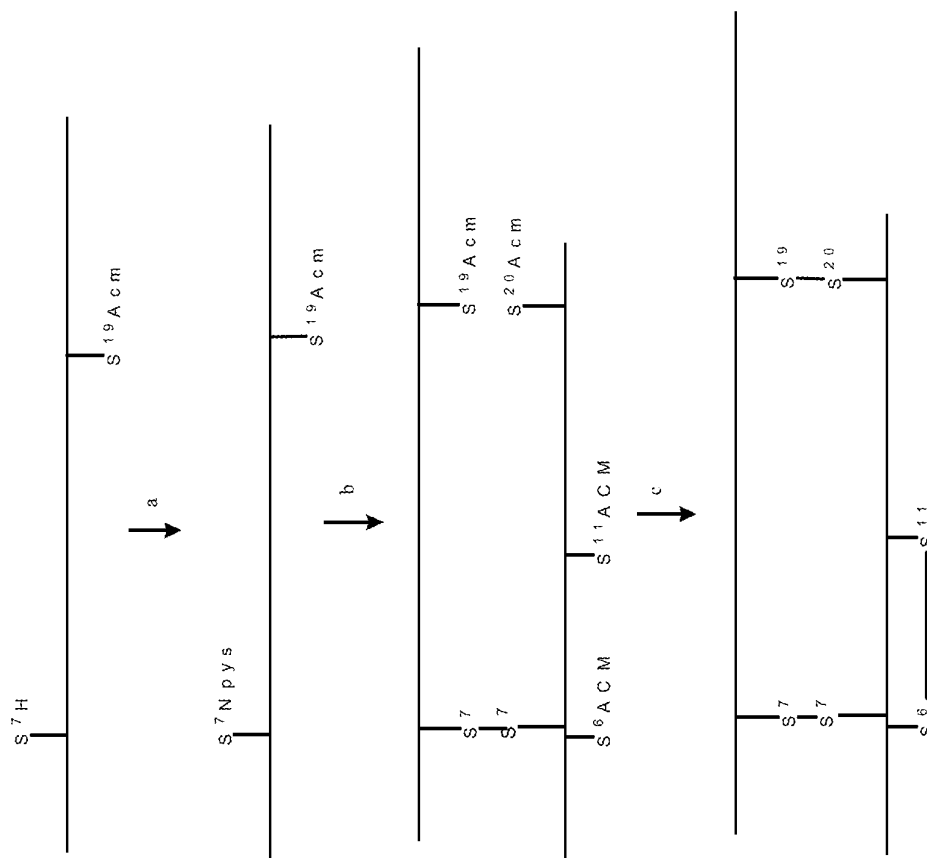 S7H
S19Acm
a
S7Npys
S19Acm
b
S19Acm
S20Acm
S7
S7
S11ACM
S6ACM
c
S19
S20
S7
S7
S11
S6